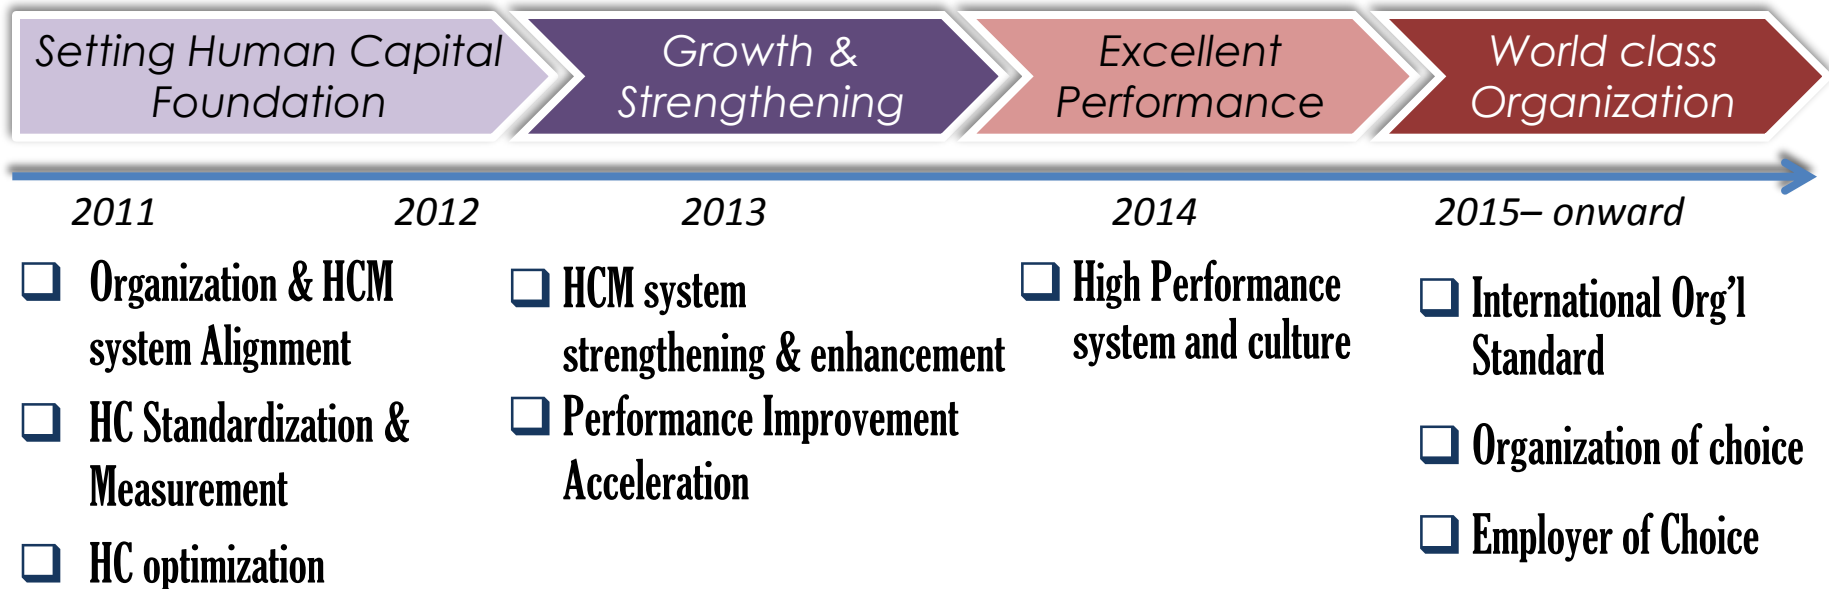 Setting Human Capital
Foundation
Growth &
Strengthening
Excellent
Performance
World class
Organization
2011
2012
2013
2014
2015– onward
Organization & HCM
system Alignment
HC Standardization &
Measurement
HC optimization
HCM system
strengthening & enhancement
Performance Improvement
Acceleration
High Performance
system and culture
International Org’l
Standard
Organization of choice
Employer of Choice